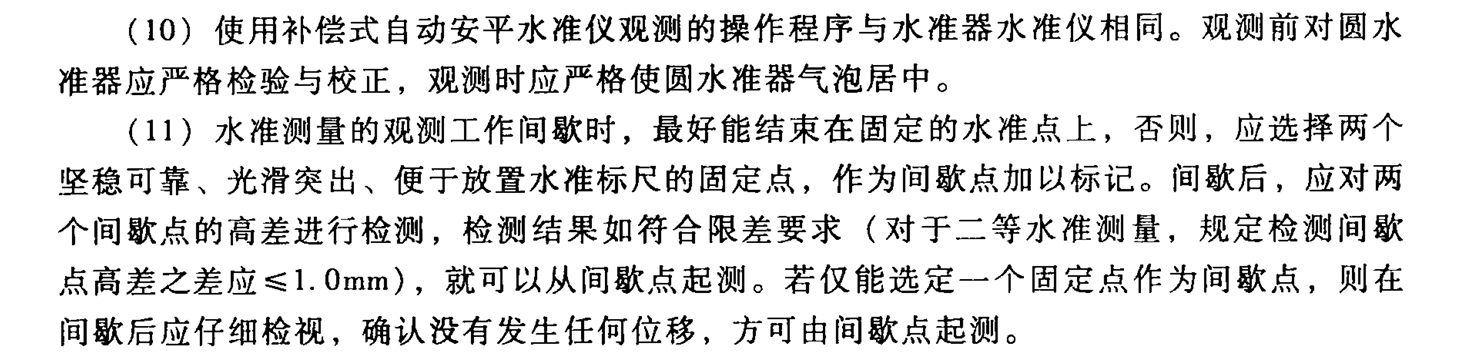 (10) 使用补偿式自动安平水准仪观测的操作程序与水准器水准仪相同。观测前对圆水
准器应严格检验与校正，观测时应严格使圆水准器气泡居中。
(11) 水准测量的观测工作间歇时，最好能结束在固定的水准点上，否则，应选择两个
坚稳可靠、光滑突出、便于放置水准标尺的固定点，作为间歇点加以标记。间歇后，应对两
个间歇点的高差进行检测，检测结果如符合限差要求（对于二等水准测量，规定检测间歇
点高差之差应≤1.0mm），就可以从间歇点起测。若仅能选定一个固定点作为间歇点，则在
间歇后应仔细检视，确认没有发生任何位移，方可由间歇点起测。